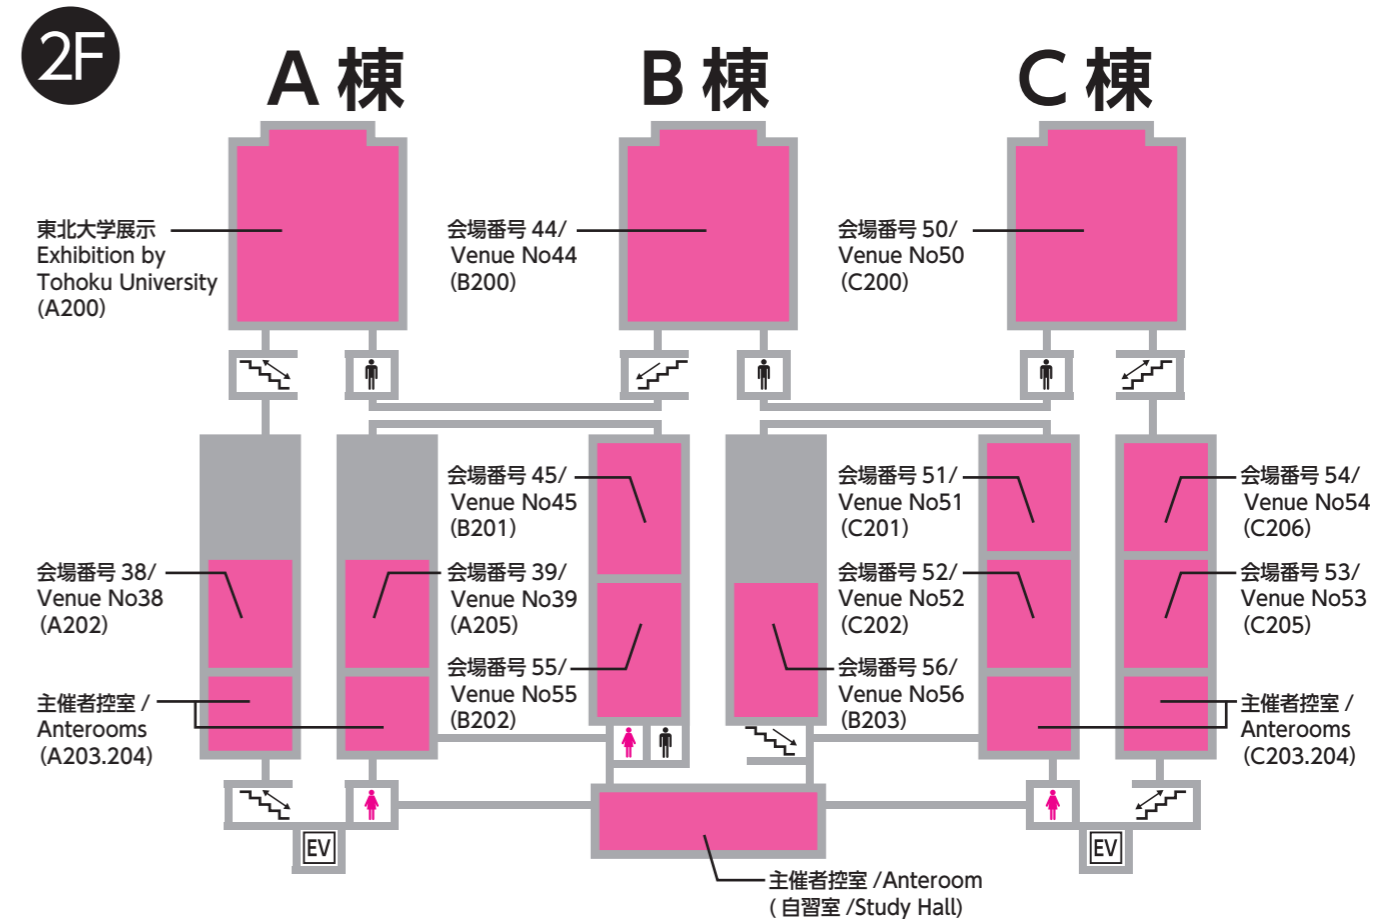 2F
A 棟
B 棟
C 棟
東北大学展示
Exhibition by
Tohoku University
(A200)
会場番号 44/
Venue No44
(B200)
会場番号 50/
Venue No50
(C200)
会場番号 45/
Venue No45
(B201)
会場番号 51/
Venue No51
(C201)
会場番号 54/
Venue No54
(C206)
会場番号 38/
Venue No38
(A202)
会場番号 39/
Venue No39
(A205)
会場番号 52/
Venue No52
(C202)
会場番号 53/
Venue No53
(C205)
会場番号 55/
Venue No55
(B202)
会場番号 56/
Venue No56
(B203)
主催者控室 /
Anterooms
(A203.204)
主催者控室 /
Anterooms
(C203.204)
EV
EV
主催者控室 /Anteroom
( 自習室 /Study Hall)